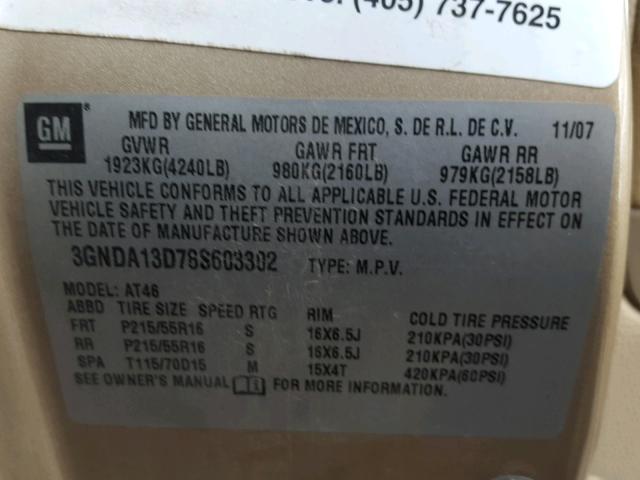 (405) 737-7625
GM ®
MFD BY GENERAL MOTORS DE MEXICO, S. DE R.L. DE C.V. 11/07
GVWR GAWR FRT GAWR RR
1923KG(4240LB) 980KG(2160LB) 979KG(2158LB)
THIS VEHICLE CONFORMS TO ALL APPLICABLE U.S. FEDERAL MOTOR
VEHICLE SAFETY AND THEFT PREVENTION STANDARDS IN EFFECT ON
THE DATE OF MANUFACTURE SHOWN ABOVE.
3GNDA13D78S603302 TYPE: M.P.V.
MODEL: AT46
ABBD TIRE SIZE SPEED RTG RIM COLD TIRE PRESSURE
FRT P215/55R16 S 16X6.5J 210KPA(30PSI)
RR P215/55R16 S 16X6.5J 210KPA(30PSI)
SPA T115/70D15 M 15X4T 420KPA(60PSI)
SEE OWNER'S MANUAL FOR MORE INFORMATION.